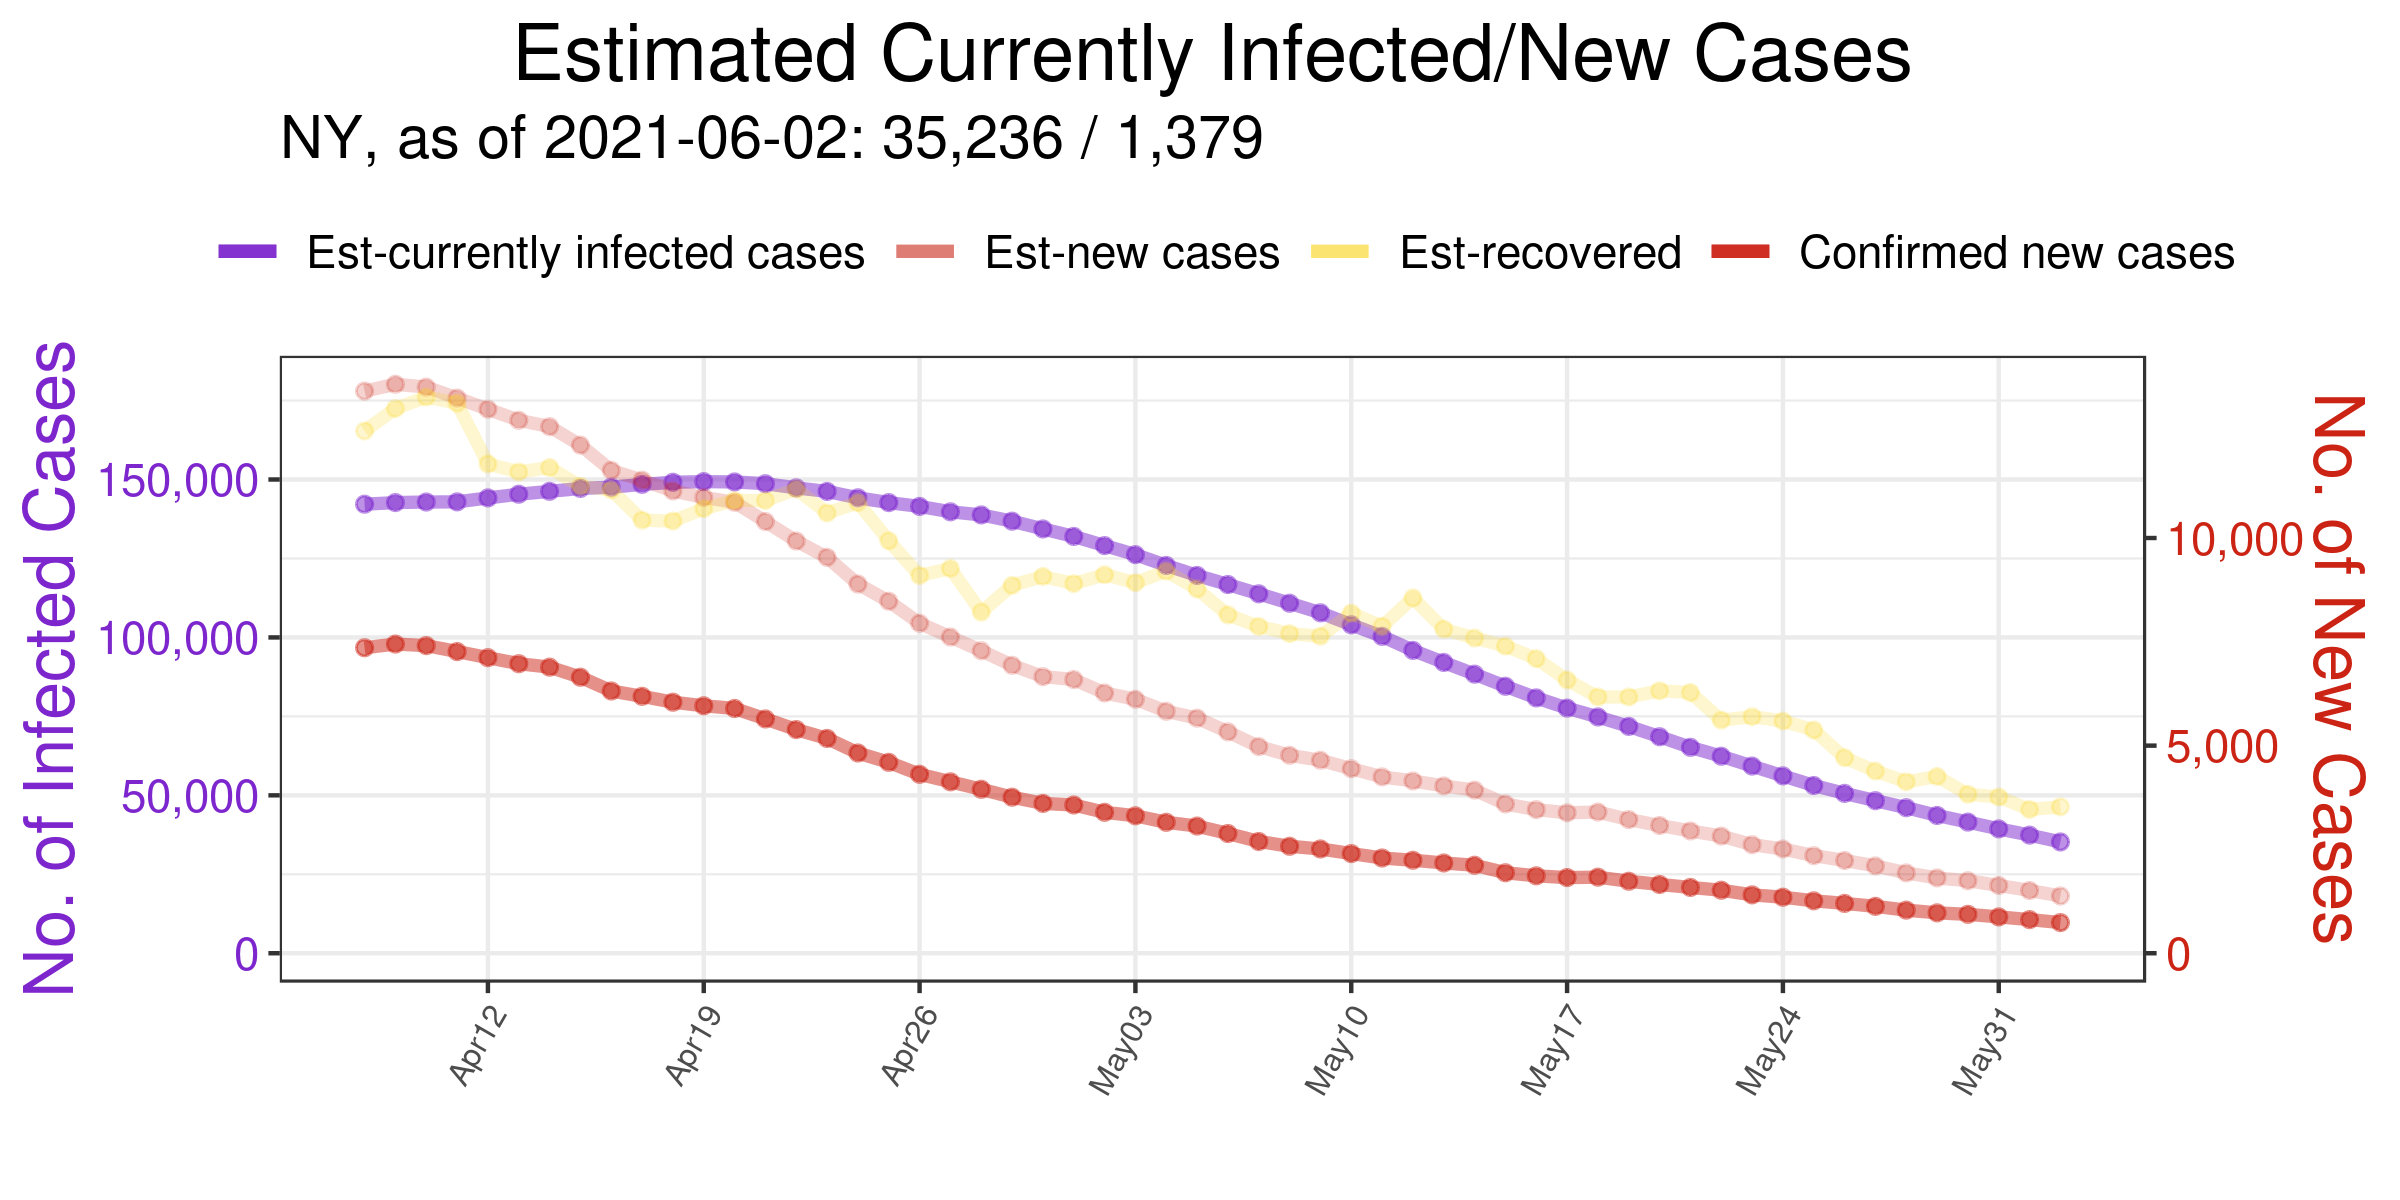 Estimated Currently Infected/New Cases
NY, as of 2021-06-02: 35,236 / 1,379
Est-currently infected cases Est-new cases Est-recovered Confirmed new cases
No. of Infected Cases
150,000
100,000
50,000
0
10,000
5,000
0
No. of New Cases
Apr12 Apr19 Apr26 May03 May10 May17 May24 May31